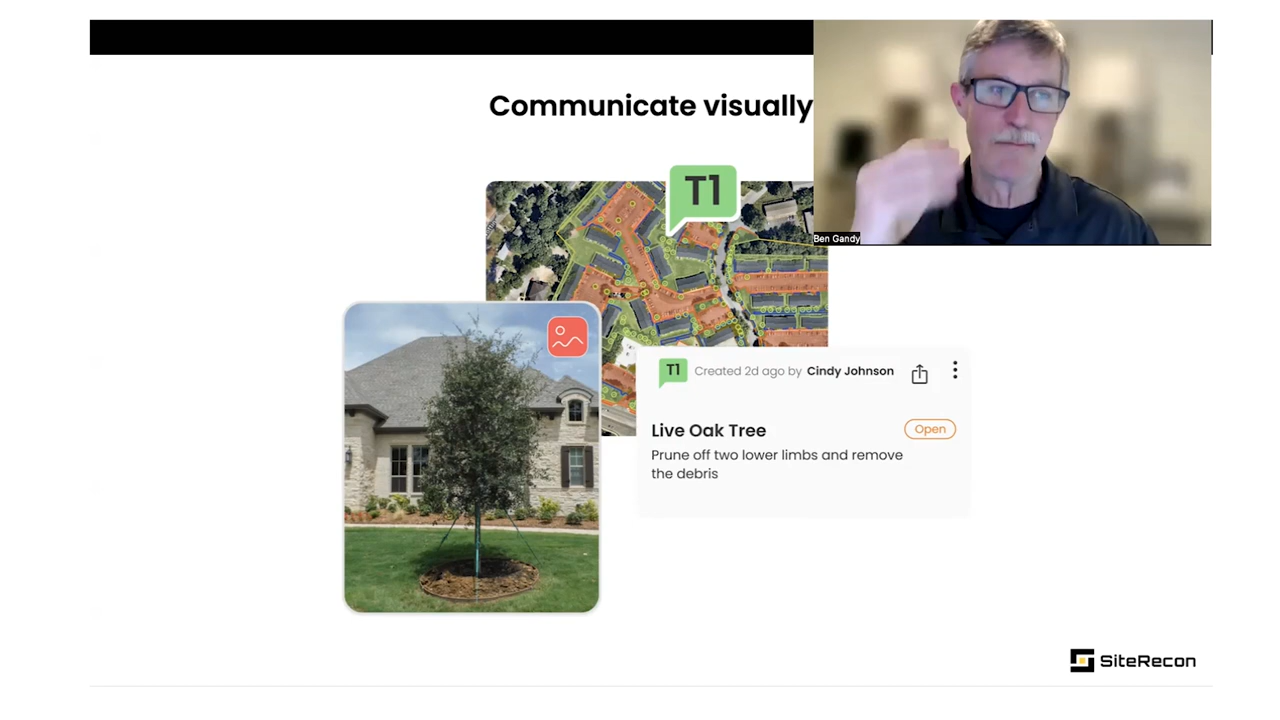 Communicate visually
T1
Ben Gandy
T1 Created 2d ago by Cindy Johnson
Live Oak Tree
Open
Prune off two lower limbs and remove
the debris
SiteRecon